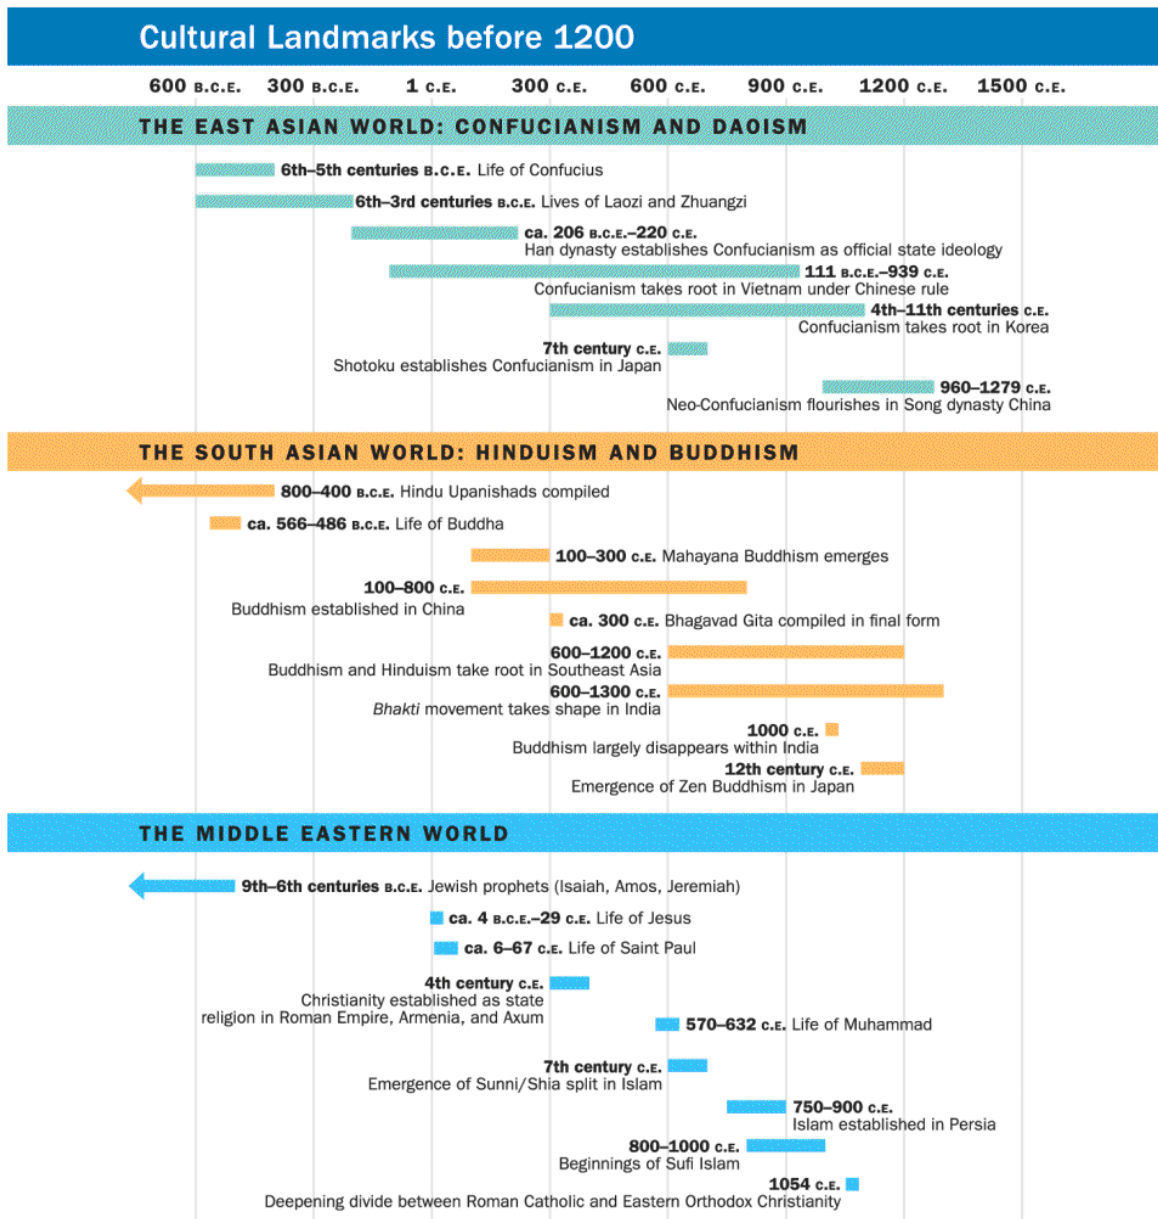 Cultural Landmarks before 1200
600 B.C.E. 300 B.C.E. 1 C.E. 300 C.E. 600 C.E. 900 C.E. 1200 C.E. 1500 C.E.
THE EAST ASIAN WORLD: CONFUCIANISM AND DAOISM
6th–5th centuries B.C.E. Life of Confucius
6th–3rd centuries B.C.E. Lives of Laozi and Zhuangzi
ca. 206 B.C.E.–220 C.E.
Han dynasty establishes Confucianism as official state ideology
111 B.C.E.–939 C.E.
Confucianism takes root in Vietnam under Chinese rule
4th–11th centuries C.E.
Confucianism takes root in Korea
7th century C.E.
Shotoku establishes Confucianism in Japan
960–1279 C.E.
Neo-Confucianism flourishes in Song dynasty China
THE SOUTH ASIAN WORLD: HINDUISM AND BUDDHISM
800–400 B.C.E. Hindu Upanishads compiled
ca. 566–486 B.C.E. Life of Buddha
100–300 C.E. Mahayana Buddhism emerges
100–800 C.E.
Buddhism established in China
ca. 300 C.E. Bhagavad Gita compiled in final form
600–1200 C.E.
Buddhism and Hinduism take root in Southeast Asia
600–1300 C.E.
Bhakti movement takes shape in India
1000 C.E.
Buddhism largely disappears within India
12th century C.E.
Emergence of Zen Buddhism in Japan
THE MIDDLE EASTERN WORLD
9th–6th centuries B.C.E. Jewish prophets (Isaiah, Amos, Jeremiah)
ca. 4 B.C.E.–29 C.E. Life of Jesus
ca. 6–67 C.E. Life of Saint Paul
4th century C.E.
Christianity established as state
religion in Roman Empire, Armenia, and Axum
570–632 C.E. Life of Muhammad
7th century C.E.
Emergence of Sunni/Shia split in Islam
750–900 C.E.
Islam established in Persia
800–1000 C.E.
Beginnings of Sufi Islam
1054 C.E.
Deepening divide between Roman Catholic and Eastern Orthodox Christianity